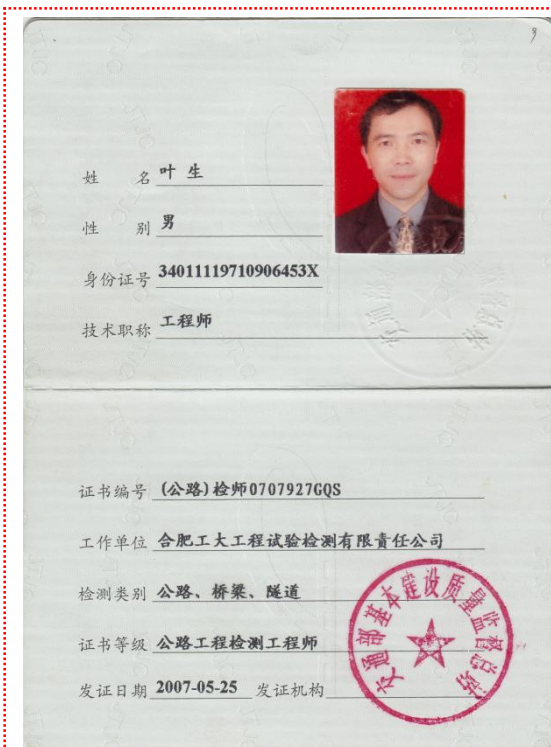 9
姓 名 叶 生
性 别 男
身份证号 34011119710906453X
技术职称 工程师
证书编号 (公路)检师0707927GQS
工作单位 合肥工大工程试验检测有限责任公司
检测类别 公路、桥梁、隧道
证书等级 公路工程检测工程师
发证日期 2007-05-25 发证机构
交通部基本建设质量监督总站